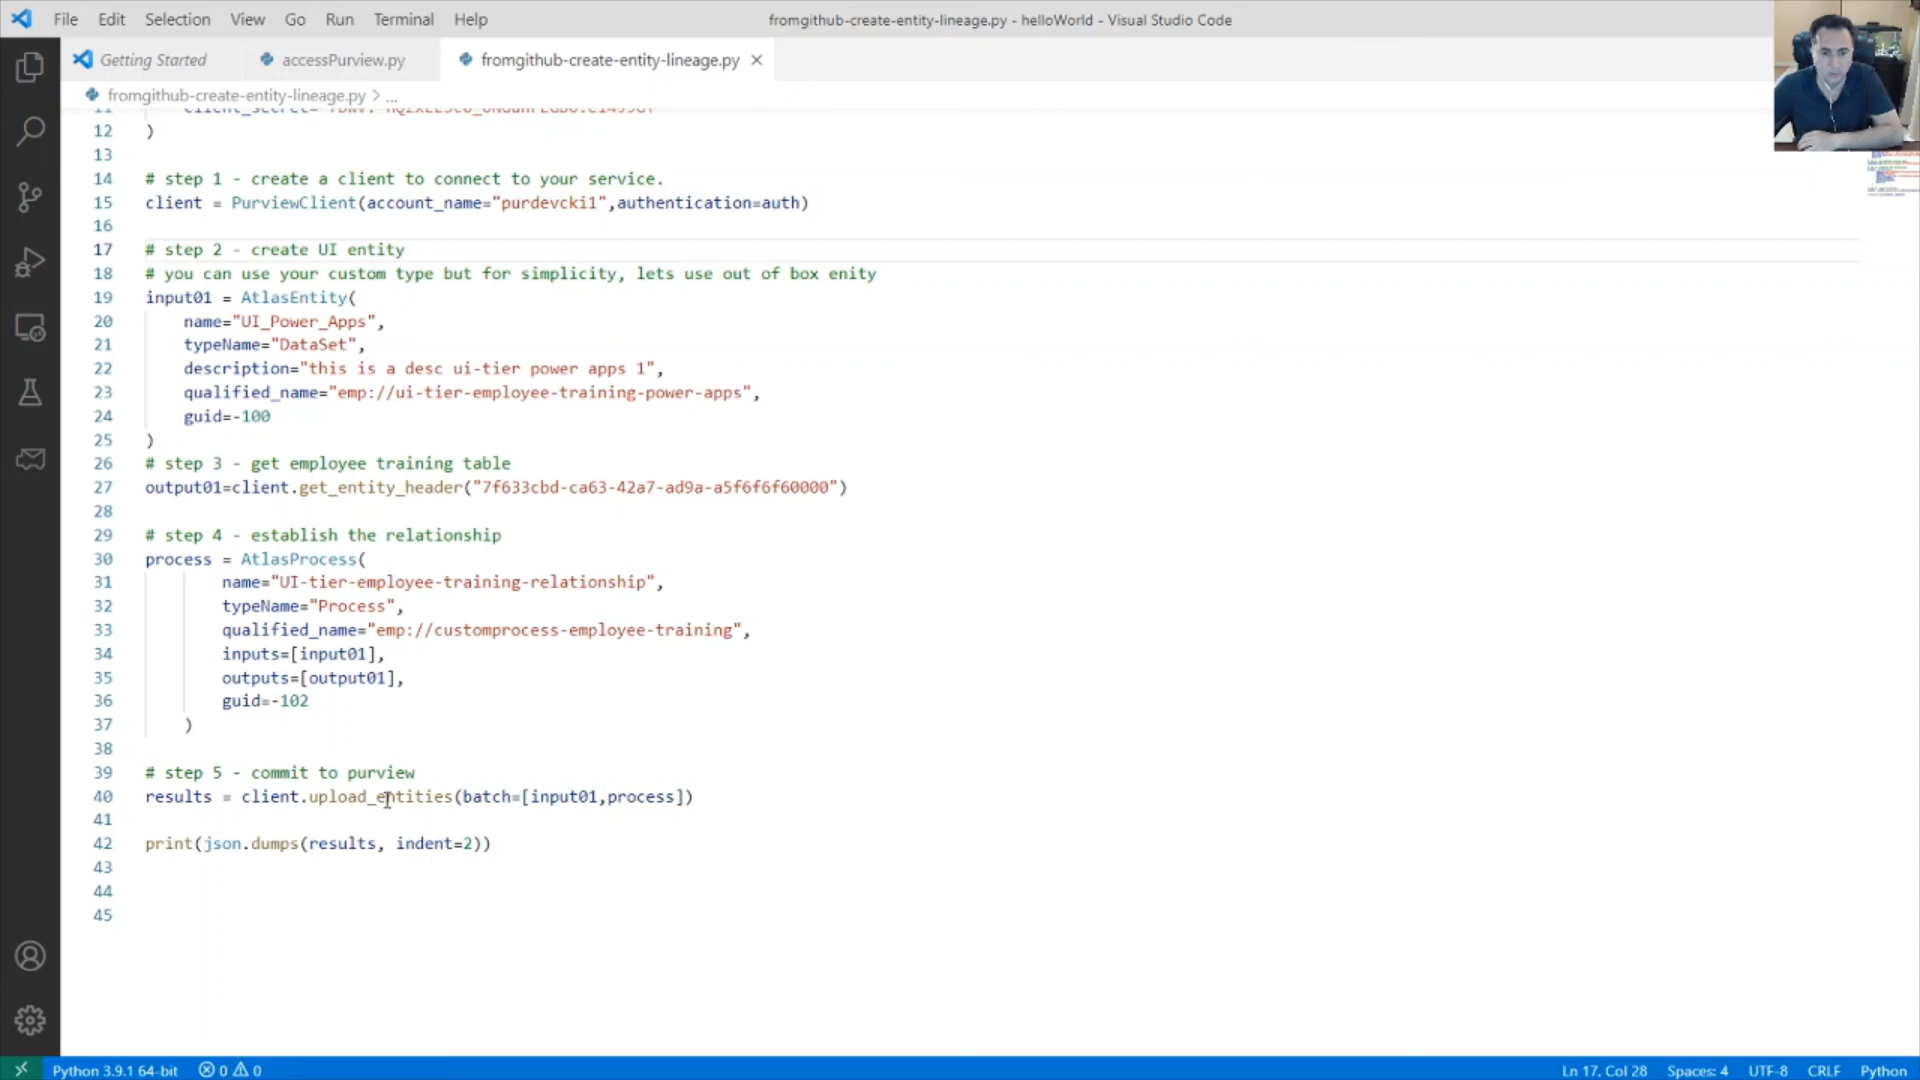 File Edit Selection View Go Run Terminal Help
fromgithub-create-entity-lineage.py - helloWorld - Visual Studio Code
Getting Started accessPurview.py fromgithub-create-entity-lineage.py
fromgithub-create-entity-lineage.py > ...
12 )
13
14 # step 1 - create a client to connect to your service.
15 client = PurviewClient(account_name="purdevcki1",authentication=auth)
16
17 # step 2 - create UI entity
18 # you can use your custom type but for simplicity, lets use out of box enity
19 input01 = AtlasEntity(
20 name="UI_Power_Apps",
21 typeName="DataSet",
22 description="this is a desc ui-tier power apps 1",
23 qualified_name="emp://ui-tier-employee-training-power-apps",
24 guid=-100
25 )
26 # step 3 - get employee training table
27 output01=client.get_entity_header("7f633cbd-ca63-42a7-ad9a-a5f6f6f60000")
28
29 # step 4 - establish the relationship
30 process = AtlasProcess(
31 name="UI-tier-employee-training-relationship",
32 typeName="Process",
33 qualified_name="emp://customprocess-employee-training",
34 inputs=[input01],
35 outputs=[output01],
36 guid=-102
37 )
38
39 # step 5 - commit to purview
40 results = client.upload_entities(batch=[input01,process])
41
42 print(json.dumps(results, indent=2))
43
44
45
Python 3.9.1 64-bit 0 0 Ln 17, Col 28 Spaces: 4 UTF-8 CRLF Python